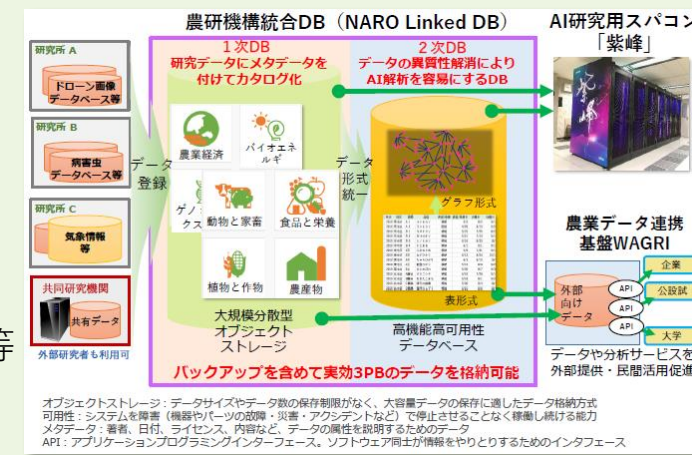 農研機構統合DB（NARO Linked DB）
AI研究用スパコン
「紫峰」
研究所 A
ドローン画像
データベース等
研究所 B
病害虫
データベース等
研究所 C
気象情報
等
共同研究機関
共有データ
外部研究者も利用可
等
データ
登録
１次DB
研究データにメタデータを
付けてカタログ化
農業経済
バイオエネ
ルギ
ゲノ
クス
動物と家畜
食品と栄養
植物と作物
農産物
大規模分散型
オブジェクト
ストレージ
データ
形式
統一
２次DB
データの異質性解消により
AI解析を容易にするDB
グラフ形式
表形式
高機能高可用性
データベース
バックアップを含めて実効3PBのデータを格納可能
紫峰
農業データ連携
基盤WAGRI
外部
向け
データ
API
API
API
企業
公設試
大学
データや分析サービスを
外部提供・民間活用促進
オブジェクトストレージ：データサイズやデータ数の保存制限がなく、大容量データの保存に適したデータ格納方式
可用性：システムを障害（機器やパーツの故障・災害・アクシデントなど）で停止させることなく稼働し続ける能力
メタデータ：著者、日付、ライセンス、内容など、データの属性を説明するためのデータ
API：アプリケーションプログラミングインターフェース。ソフトウェア同士が情報をやりとりするためのインタフェース